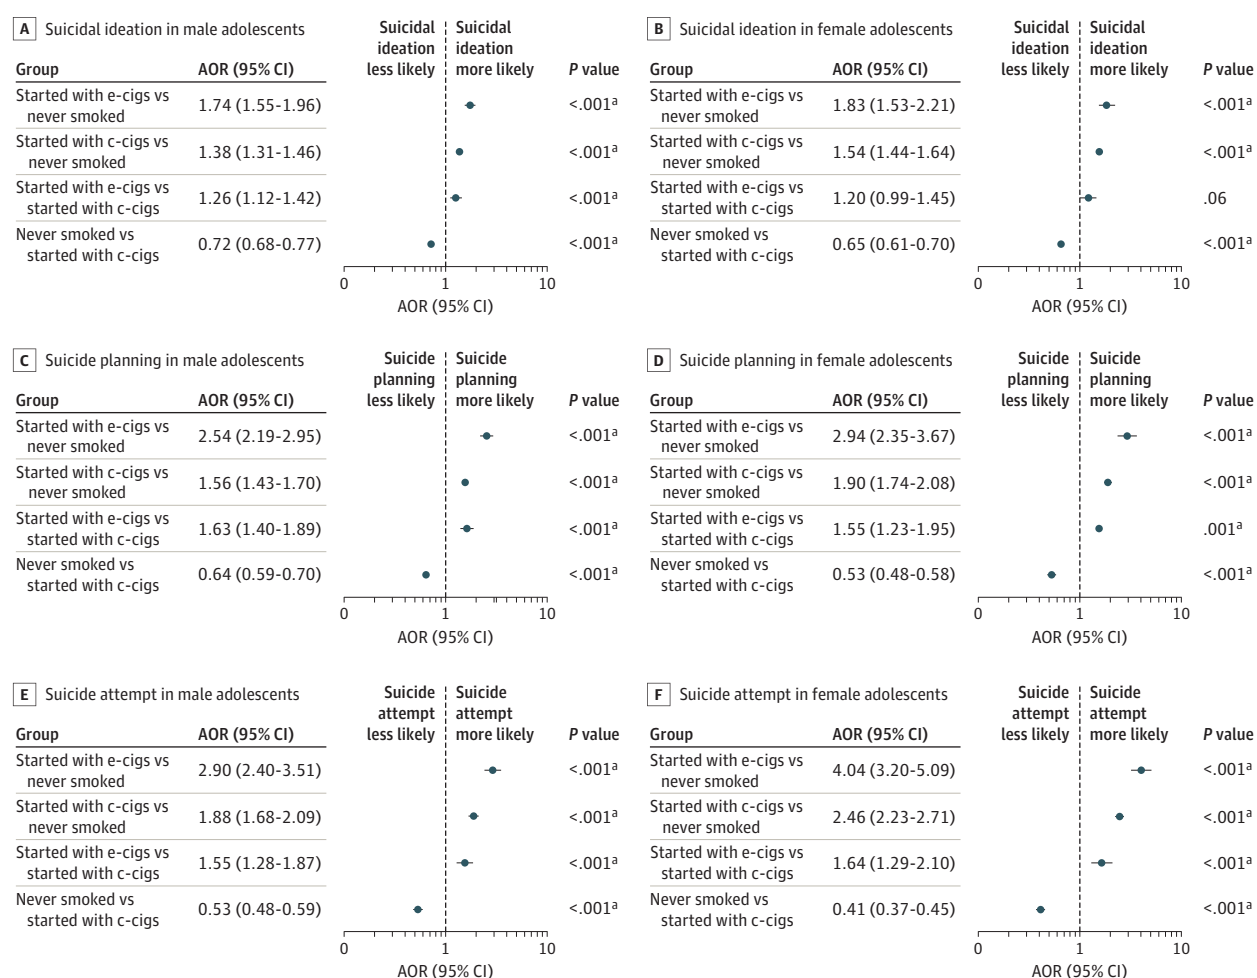 A Suicidal ideation in male adolescents
Suicidal ideation less likely
Suicidal ideation more likely
Group AOR (95% CI) P value
Started with e-cigs vs never smoked 1.74 (1.55-1.96) <.001a
Started with c-cigs vs never smoked 1.38 (1.31-1.46) <.001a
Started with e-cigs vs started with c-cigs 1.26 (1.12-1.42) <.001a
Never smoked vs started with c-cigs 0.72 (0.68-0.77) <.001a
0 1 10
AOR (95% CI)
B Suicidal ideation in female adolescents
Suicidal ideation less likely
Suicidal ideation more likely
Group AOR (95% CI) P value
Started with e-cigs vs never smoked 1.83 (1.53-2.21) <.001a
Started with c-cigs vs never smoked 1.54 (1.44-1.64) <.001a
Started with e-cigs vs started with c-cigs 1.20 (0.99-1.45) .06
Never smoked vs started with c-cigs 0.65 (0.61-0.70) <.001a
0 1 10
AOR (95% CI)
C Suicide planning in male adolescents
Suicide planning less likely
Suicide planning more likely
Group AOR (95% CI) P value
Started with e-cigs vs never smoked 2.54 (2.19-2.95) <.001a
Started with c-cigs vs never smoked 1.56 (1.43-1.70) <.001a
Started with e-cigs vs started with c-cigs 1.63 (1.40-1.89) <.001a
Never smoked vs started with c-cigs 0.64 (0.59-0.70) <.001a
0 1 10
AOR (95% CI)
D Suicide planning in female adolescents
Suicide planning less likely
Suicide planning more likely
Group AOR (95% CI) P value
Started with e-cigs vs never smoked 2.94 (2.35-3.67) <.001a
Started with c-cigs vs never smoked 1.90 (1.74-2.08) <.001a
Started with e-cigs vs started with c-cigs 1.55 (1.23-1.95) .001a
Never smoked vs started with c-cigs 0.53 (0.48-0.58) <.001a
0 1 10
AOR (95% CI)
E Suicide attempt in male adolescents
Suicide attempt less likely
Suicide attempt more likely
Group AOR (95% CI) P value
Started with e-cigs vs never smoked 2.90 (2.40-3.51) <.001a
Started with c-cigs vs never smoked 1.88 (1.68-2.09) <.001a
Started with e-cigs vs started with c-cigs 1.55 (1.28-1.87) <.001a
Never smoked vs started with c-cigs 0.53 (0.48-0.59) <.001a
0 1 10
AOR (95% CI)
F Suicide attempt in female adolescents
Suicide attempt less likely
Suicide attempt more likely
Group AOR (95% CI) P value
Started with e-cigs vs never smoked 4.04 (3.20-5.09) <.001a
Started with c-cigs vs never smoked 2.46 (2.23-2.71) <.001a
Started with e-cigs vs started with c-cigs 1.64 (1.29-2.10) <.001a
Never smoked vs started with c-cigs 0.41 (0.37-0.45) <.001a
0 1 10
AOR (95% CI)